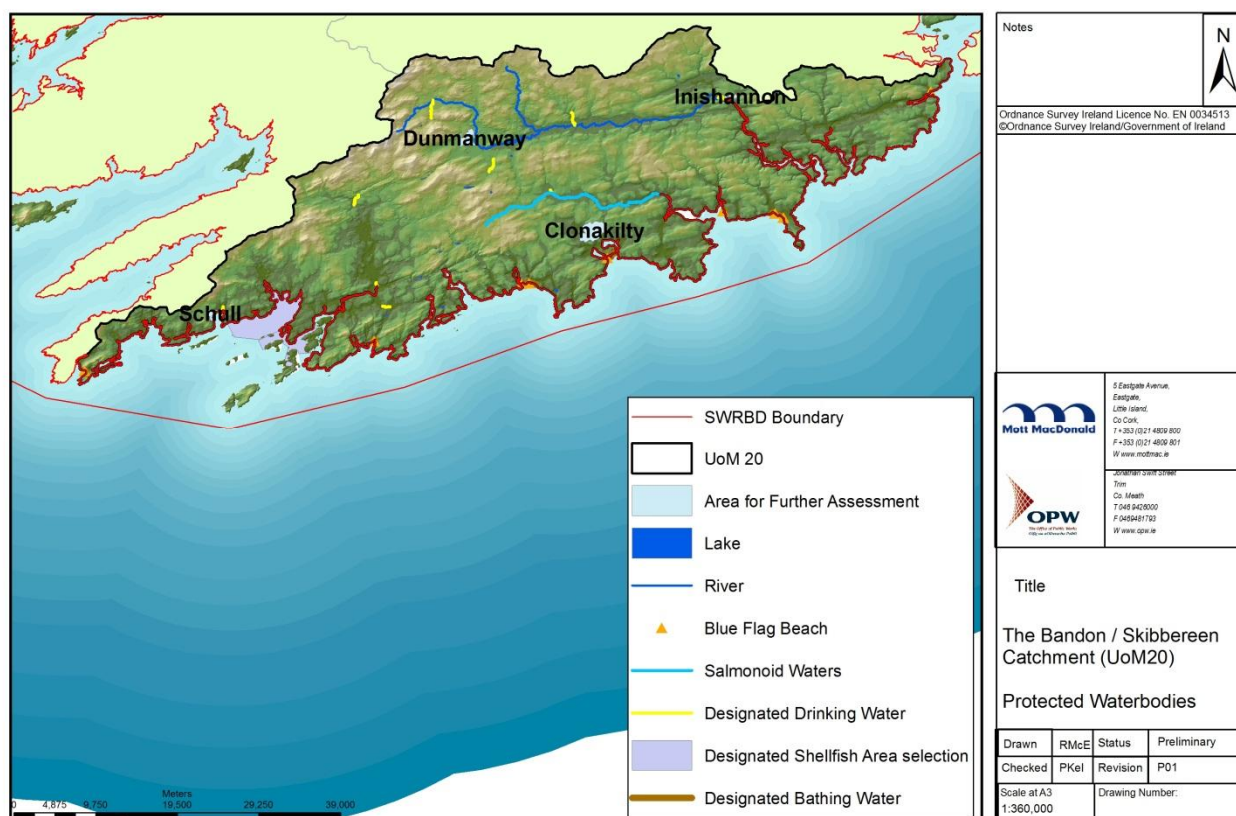 Inishannon
Dunmanway
Clonakilty
Schull
SWRBD Boundary
UoM 20
Area for Further Assessment
Lake
River
Blue Flag Beach
Salmonoid Waters
Designated Drinking Water
Designated Shellfish Area selection
Designated Bathing Water
Meters
0 4,875 9,750 19,500 29,250 39,000
Notes
N
Ordnance Survey Ireland Licence No. EN 0034513
©Ordnance Survey Ireland/Government of Ireland
Mott MacDonald
5 Eastgate Avenue,
Eastgate,
Little Island,
Co Cork,
T +353 (0)21 4809 800
F +353 (0)21 4809 801
W www.mottmac.ie
OPW
The Office of Public Works
Jonathan Swift Street
Trim
Co. Meath
T 046 9426000
F 0469481793
W www.opw.ie
Title
The Bandon / Skibbereen
Catchment (UoM20)
Protected Waterbodies
Drawn RMcE Status Preliminary
Checked PKel Revision P01
Scale at A3 Drawing Number:
1:360,000